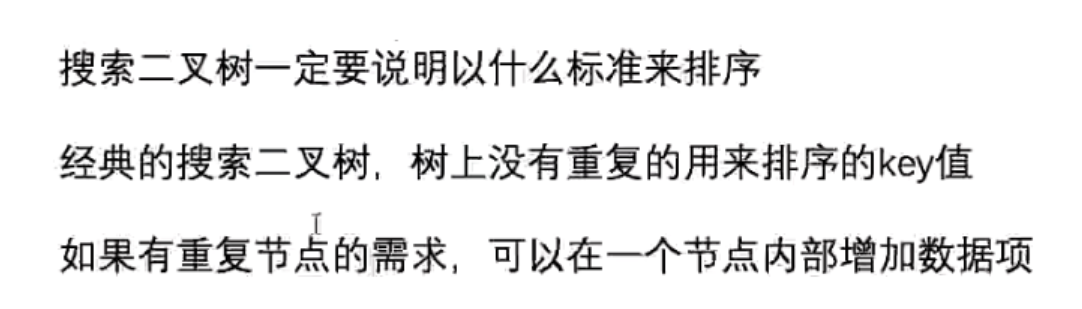 搜索二叉树一定要说明以什么标准来排序
经典的搜索二叉树，树上没有重复的用来排序的key值
如果有重复节点的需求，可以在一个节点内部增加数据项